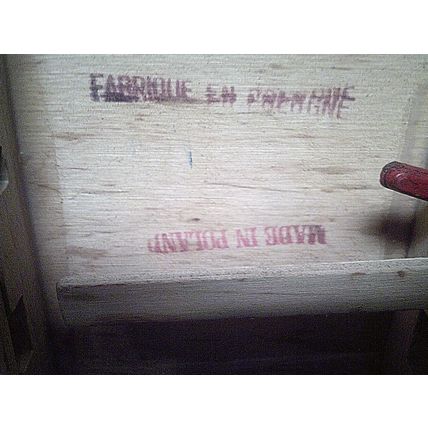 FABRIQUE EN
MADE IN POLAND